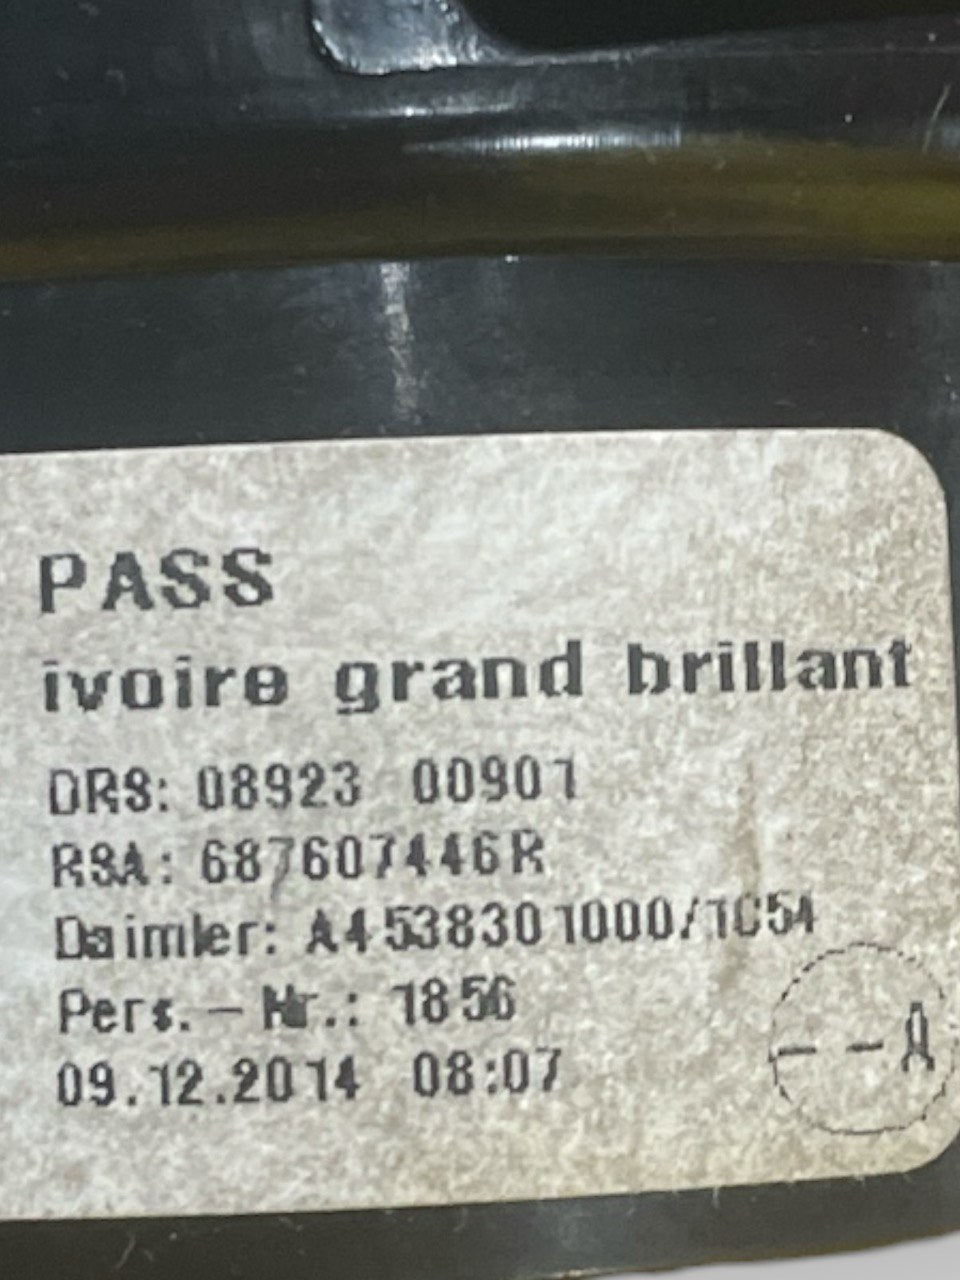 PASS
ivoire grand brillant
DRS: 08923 00901
RSA: 687607446R
Daimler: A4538301000/1C54
Pers.-Nr.: 1856
09.12.2014 08:07
--A